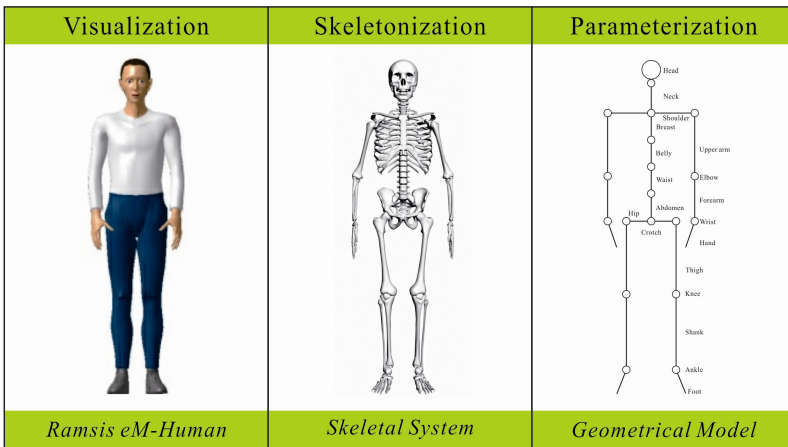 Visualization
Skeletonization
Parameterization
Head
Neck
Shoulder
Breast
Upper arm
Belly
Elbow
Waist
Forearm
Abdomen
Hip
Wrist
Crotch
Hand
Thigh
Knee
Shank
Ankle
Foot
Ramsis eM-Human
Skeletal System
Geometrical Model